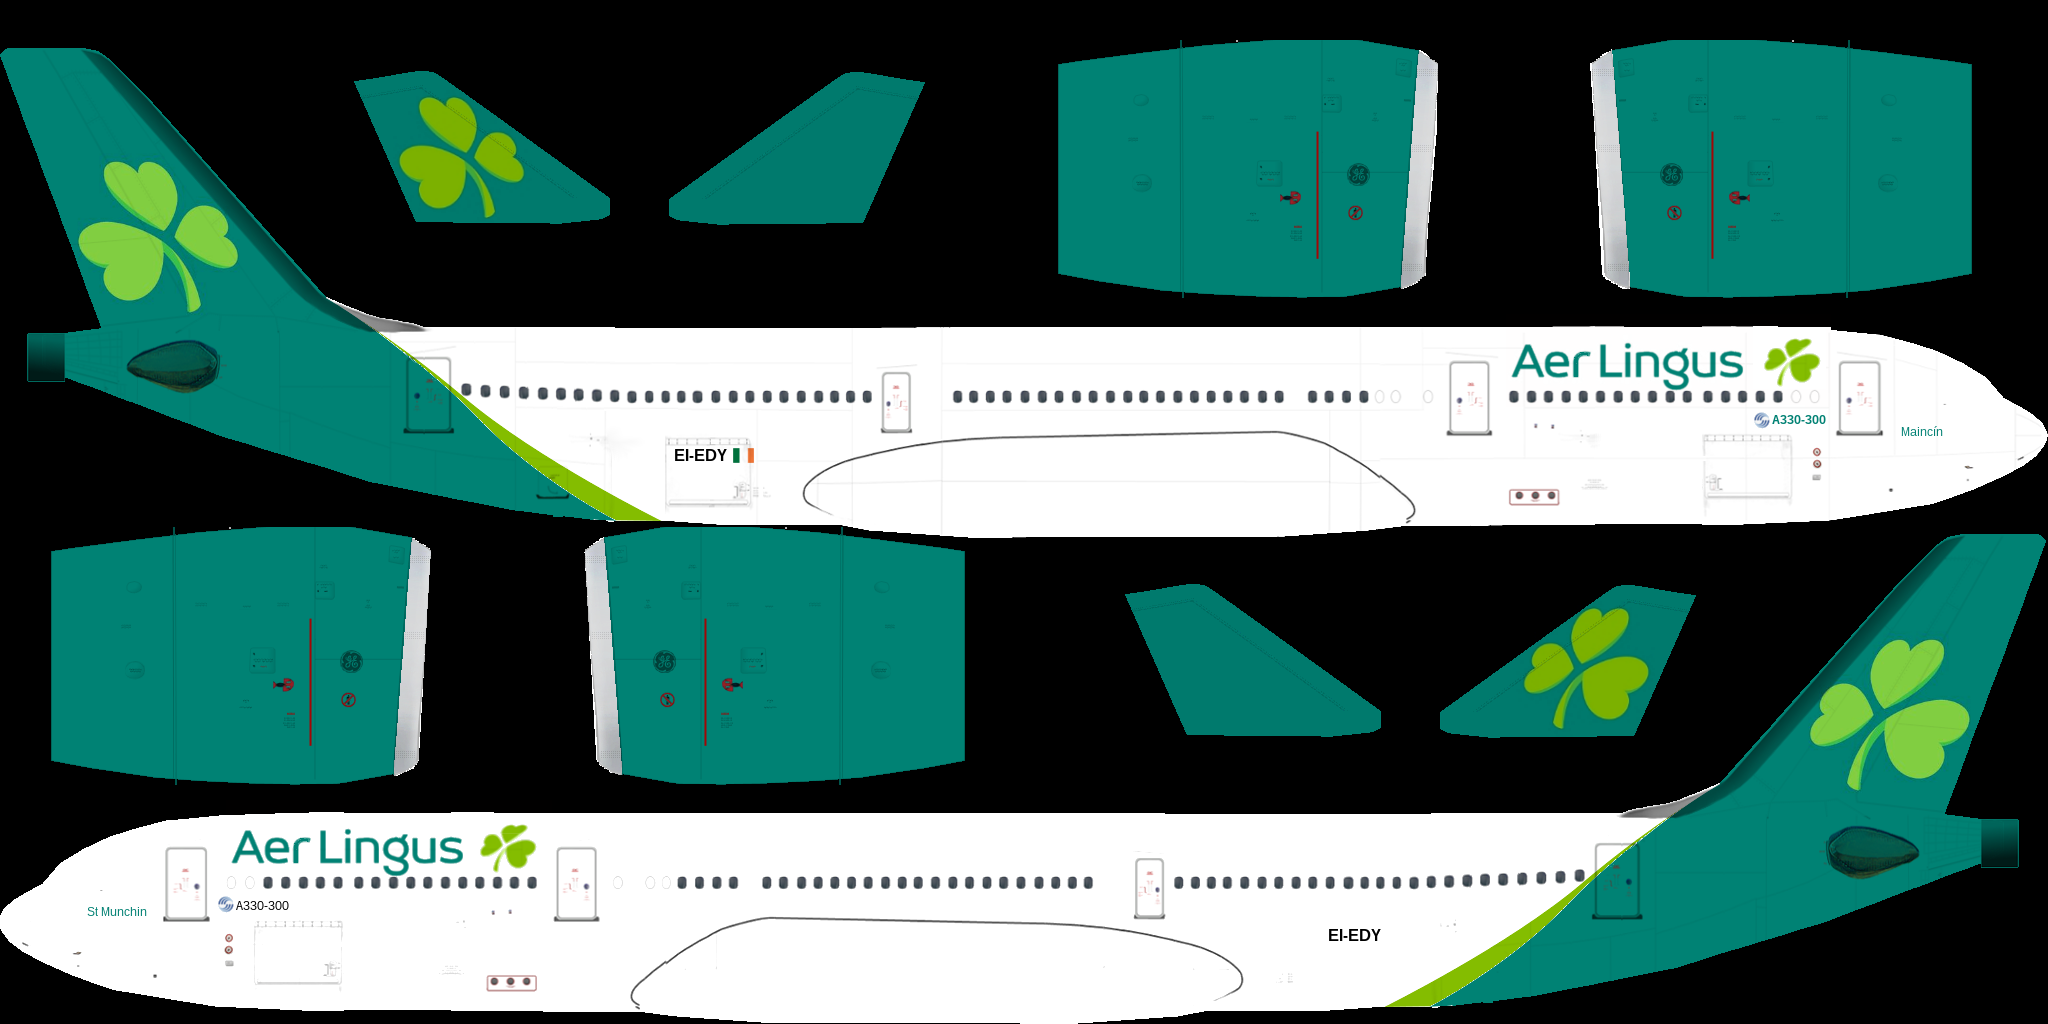 Aer Lingus
A330-300
Maincín
EI-EDY
Aer Lingus
St Munchin
A330-300
EI-EDY